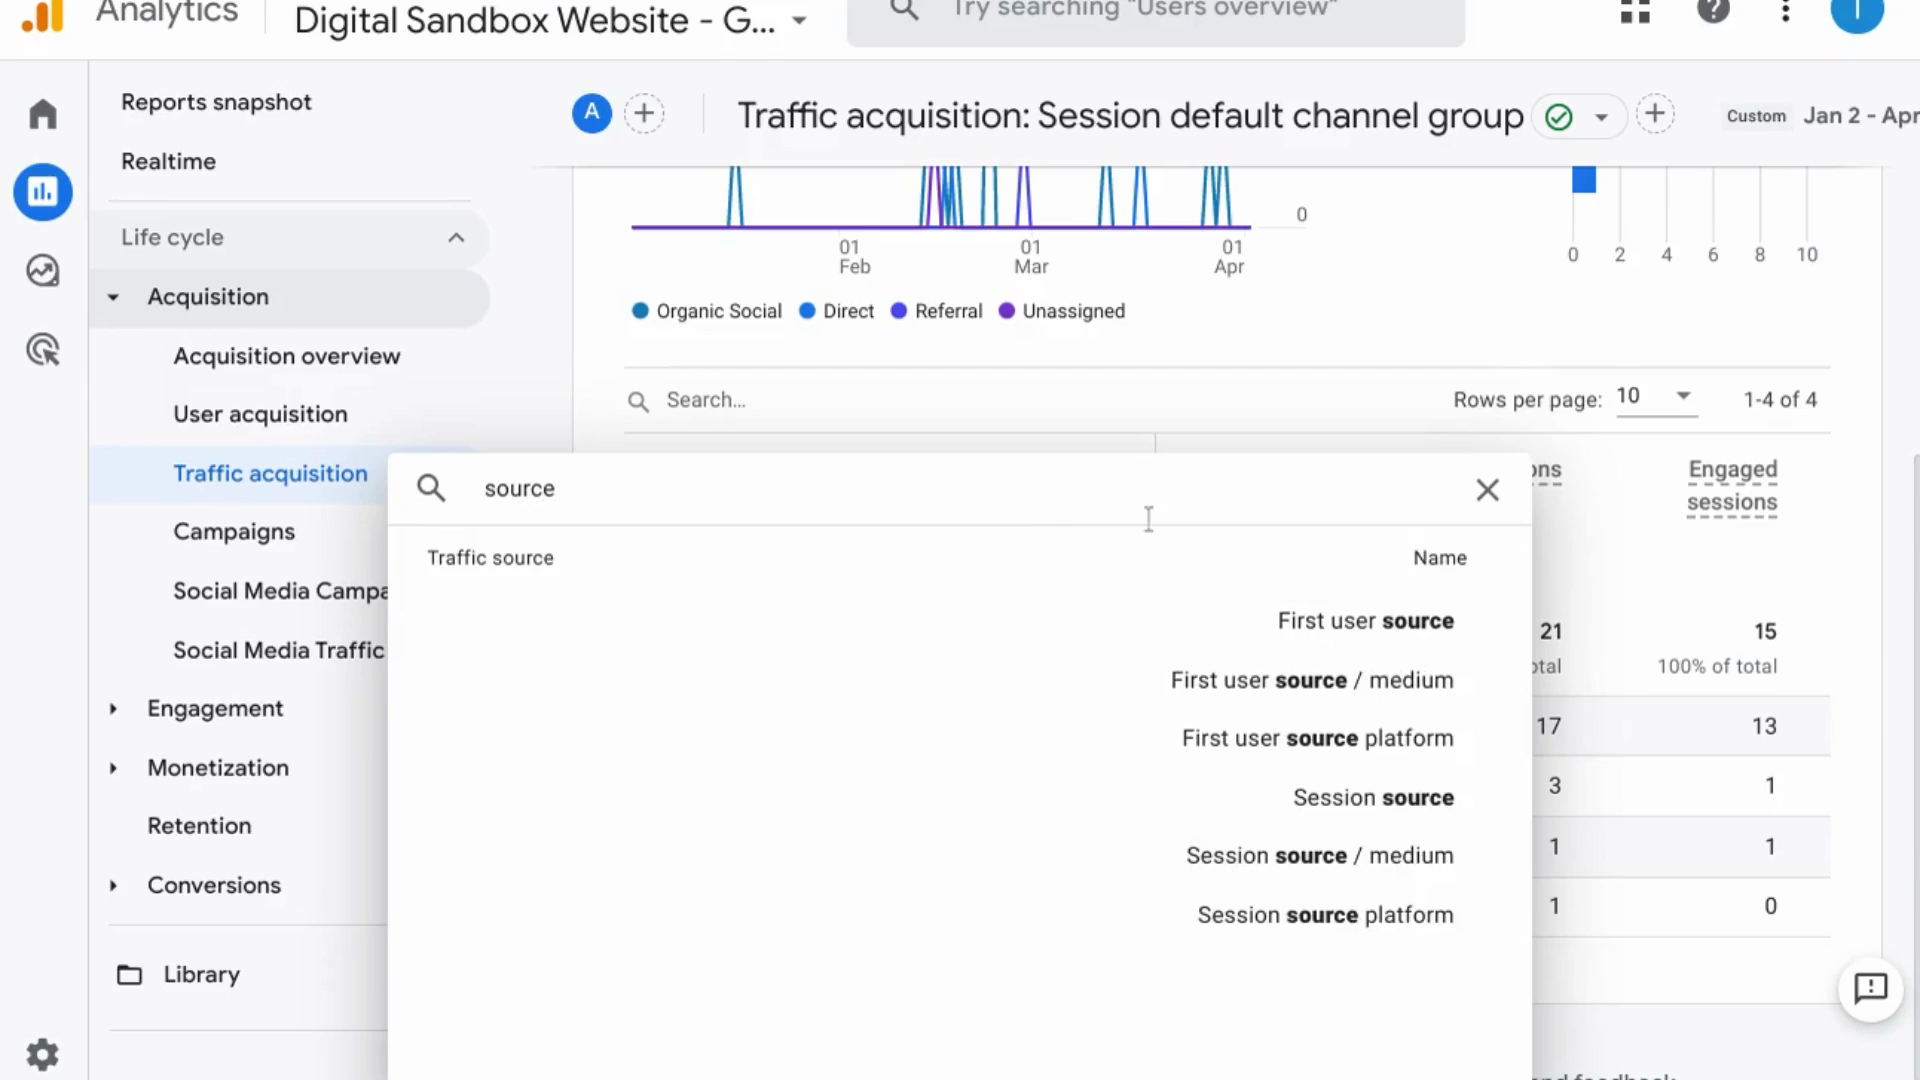 Analytics
Digital Sandbox Website - G...
Try searching "Users overview"
Reports snapshot
Realtime
Life cycle
Acquisition
Acquisition overview
User acquisition
Traffic acquisition
Campaigns
Social Media Campa
Social Media Traffic
Engagement
Monetization
Retention
Conversions
Library
A
Traffic acquisition: Session default channel group
Custom Jan 2 - Apr
0
01 Feb
01 Mar
01 Apr
0 2 4 6 8 10
Organic Social Direct Referral Unassigned
Search...
Rows per page: 10 1-4 of 4
source
Traffic source Name
First user source
First user source / medium
First user source platform
Session source
Session source / medium
Session source platform
ons
Engaged
sessions
21 15
otal 100% of total
17 13
3 1
1 1
1 0